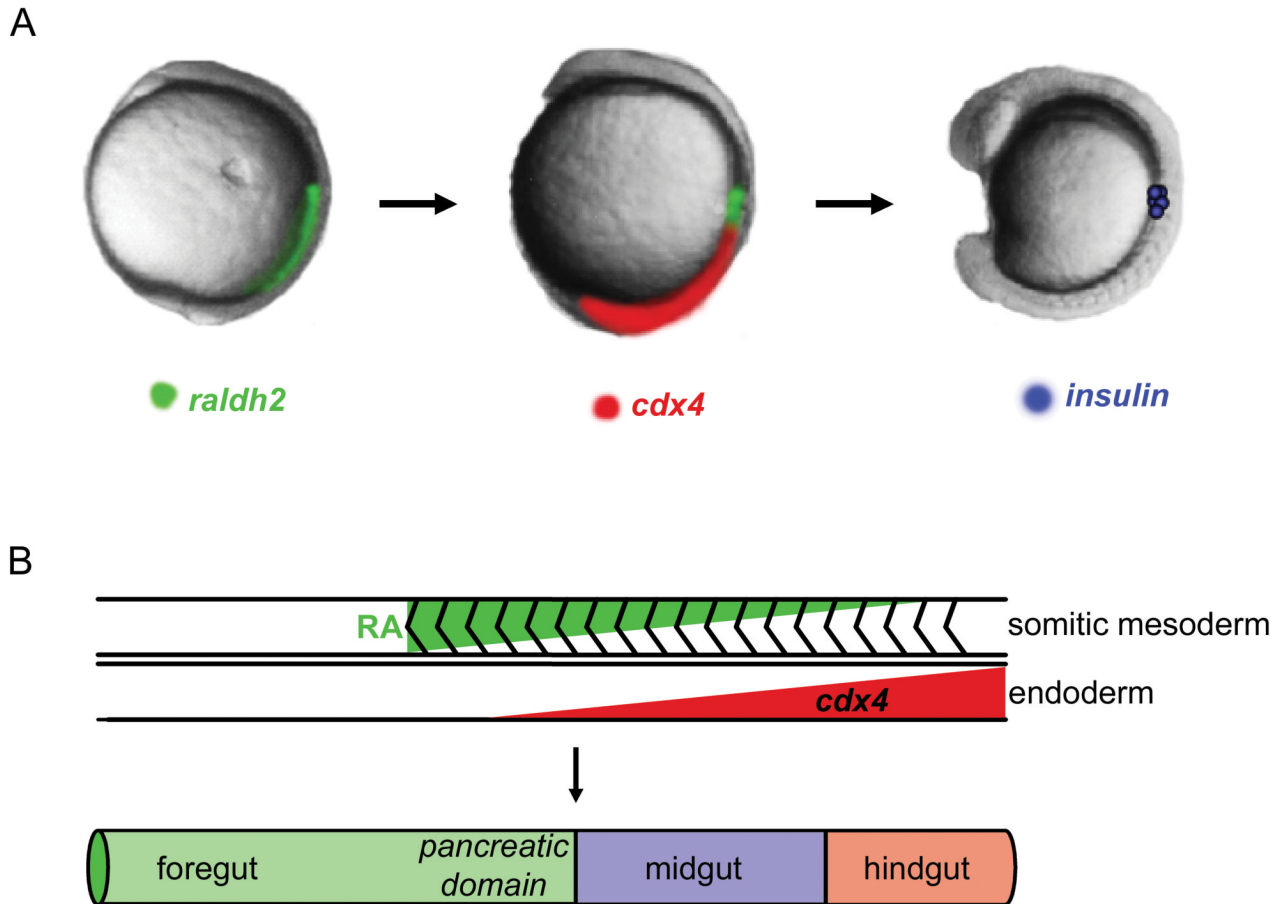 A
raldh2
cdx4
insulin
B
RA
somitic mesoderm
cdx4
endoderm
foregut
pancreatic
domain
midgut
hindgut